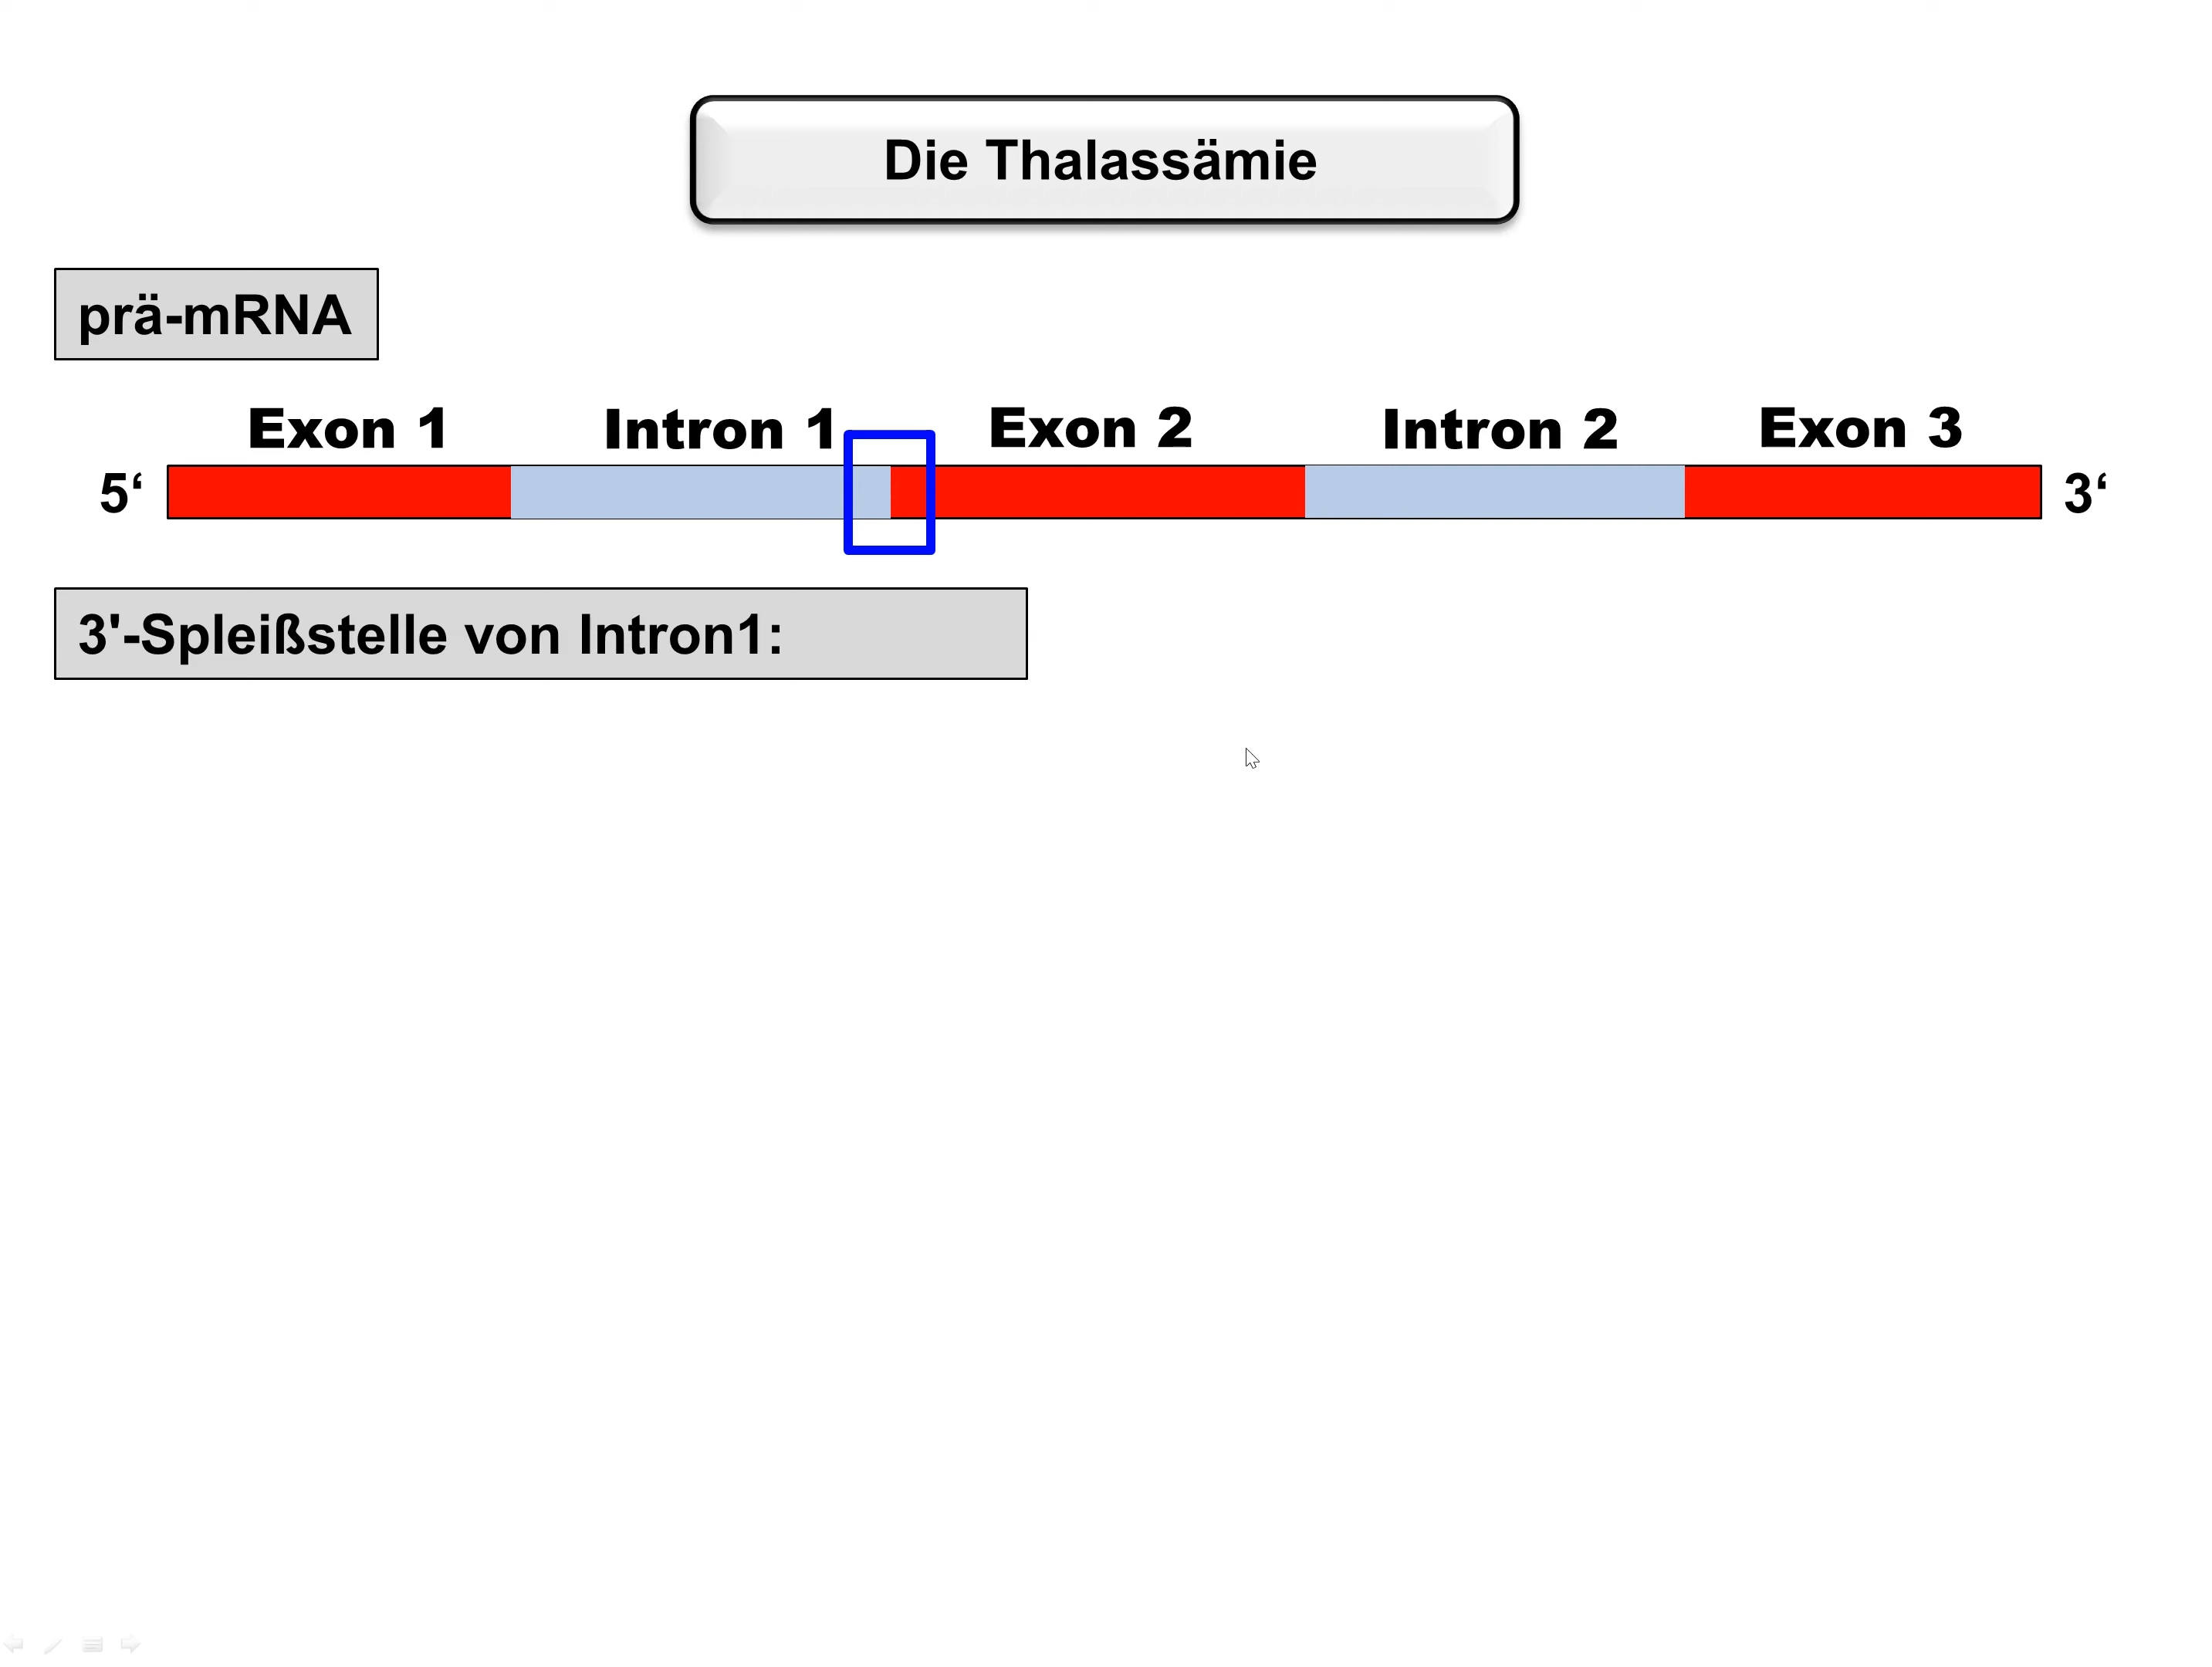 Die Thalassämie
prä-mRNA
Exon 1 Intron 1 Exon 2 Intron 2 Exon 3
5‘ 3‘
3'-Spleißstelle von Intron1: